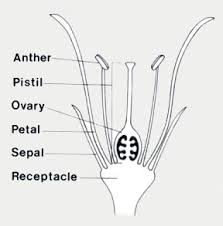 Anther
Pistil
Ovary
Petal
Sepal
Receptacle